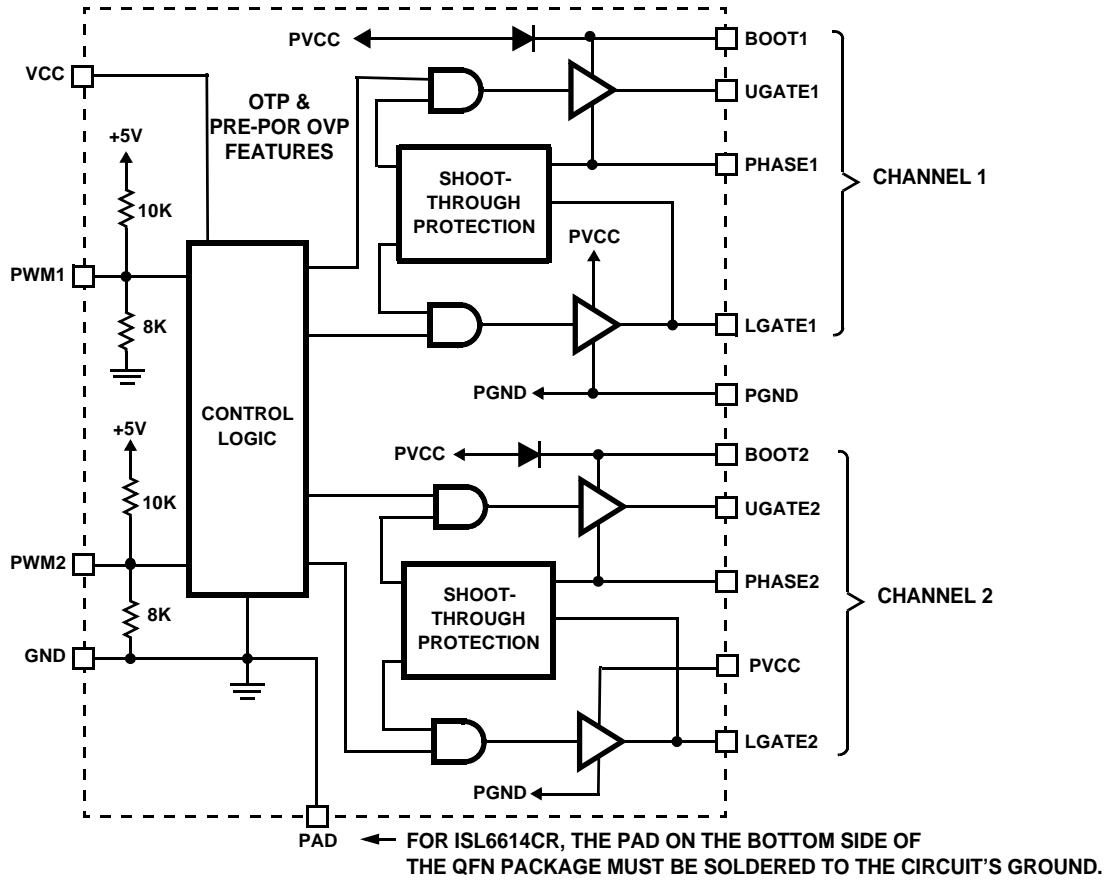 PVCC
BOOT1
VCC
UGATE1
OTP &
PRE-POR OVP
FEATURES
+5V
10K
SHOOT-
THROUGH
PROTECTION
PHASE1
CHANNEL 1
PVCC
PWM1
8K
LGATE1
PGND
PGND
CONTROL
LOGIC
+5V
PVCC
BOOT2
10K
UGATE2
PWM2
SHOOT-
THROUGH
PROTECTION
PHASE2
CHANNEL 2
8K
GND
PVCC
LGATE2
PGND
PAD
FOR ISL6614CR, THE PAD ON THE BOTTOM SIDE OF
THE QFN PACKAGE MUST BE SOLDERED TO THE CIRCUIT'S GROUND.